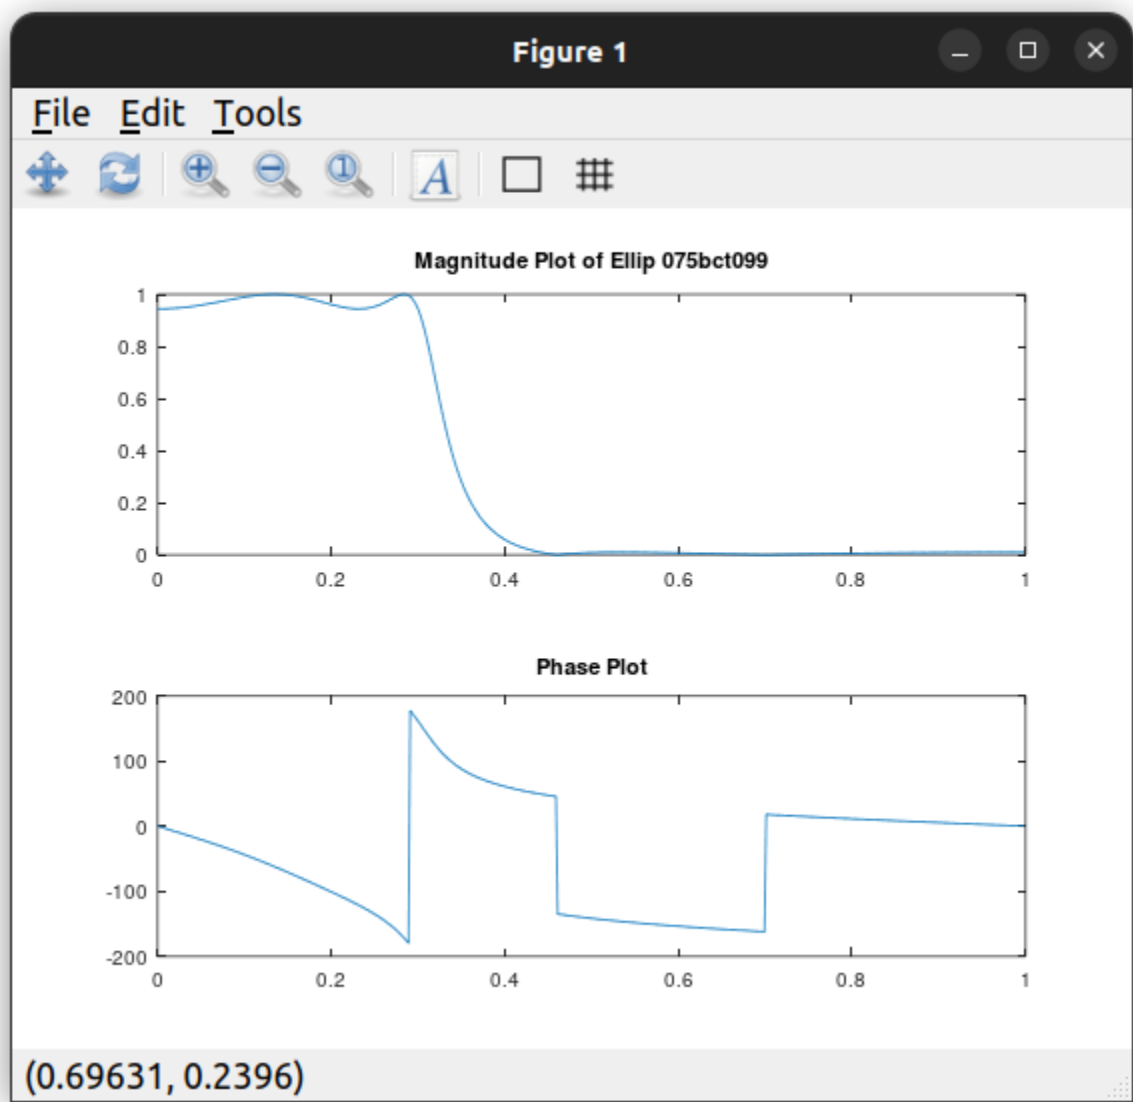 Figure 1
File Edit Tools
1
A
Magnitude Plot of Ellip 075bct099
1
0.8
0.6
0.4
0.2
0
0 0.2 0.4 0.6 0.8 1
Phase Plot
200
100
0
-100
-200
0 0.2 0.4 0.6 0.8 1
(0.69631, 0.2396)